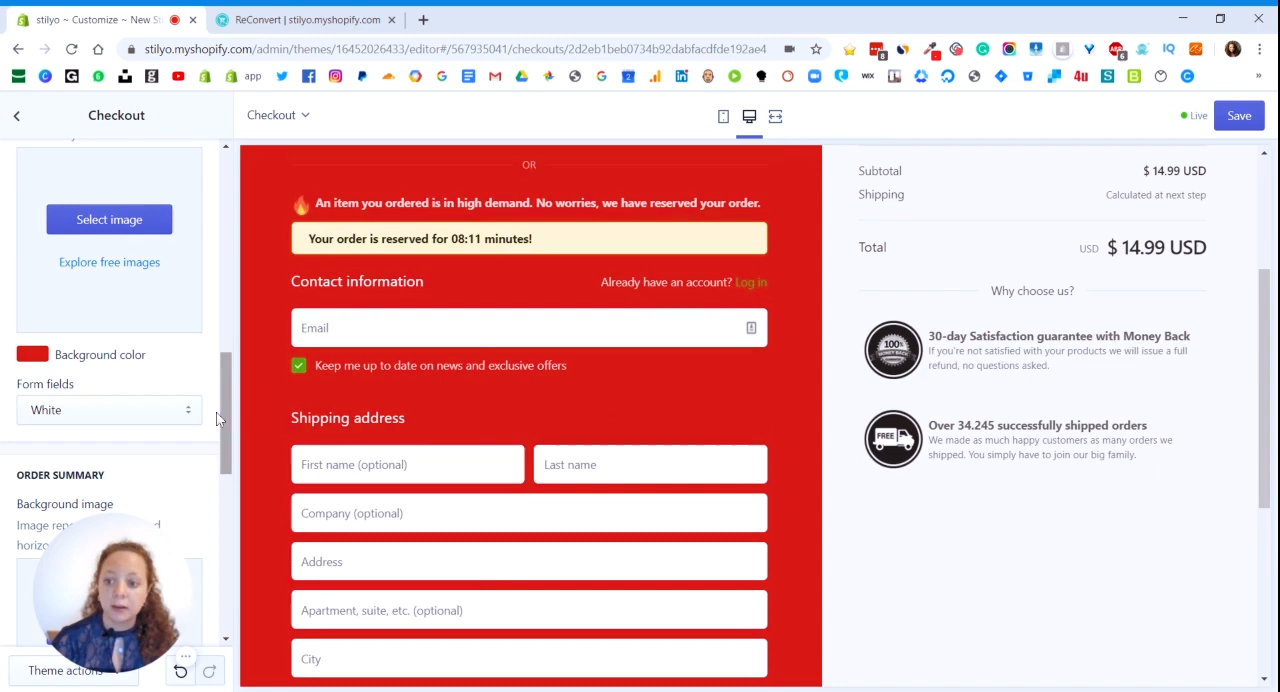 stilyo ~ Customize ~ New St
ReConvert | stilyo.myshopify.com
stilyo.myshopify.com/admin/themes/16452026433/editor#/567935041/checkouts/2d2eb1beb0734b92dabfacdfde192ae4
app
WIX
4u
Checkout
Checkout
Live
Save
Select image
Explore free images
Background color
Form fields
White
ORDER SUMMARY
Background image
Image rep
horizo
Theme actions
OR
An item you ordered is in high demand. No worries, we have reserved your order.
Your order is reserved for 08:11 minutes!
Contact information
Already have an account? Log in
Email
Keep me up to date on news and exclusive offers
Shipping address
First name (optional)
Last name
Company (optional)
Address
Apartment, suite, etc. (optional)
City
Subtotal
$ 14.99 USD
Shipping
Calculated at next step
Total
USD $ 14.99 USD
Why choose us?
100%
MONEY BACK
30-day Satisfaction guarantee with Money Back
If you're not satisfied with your products we will issue a full
refund, no questions asked.
FREE
Over 34.245 successfully shipped orders
We made as much happy customers as many orders we
shipped. You simply have to join our big family.